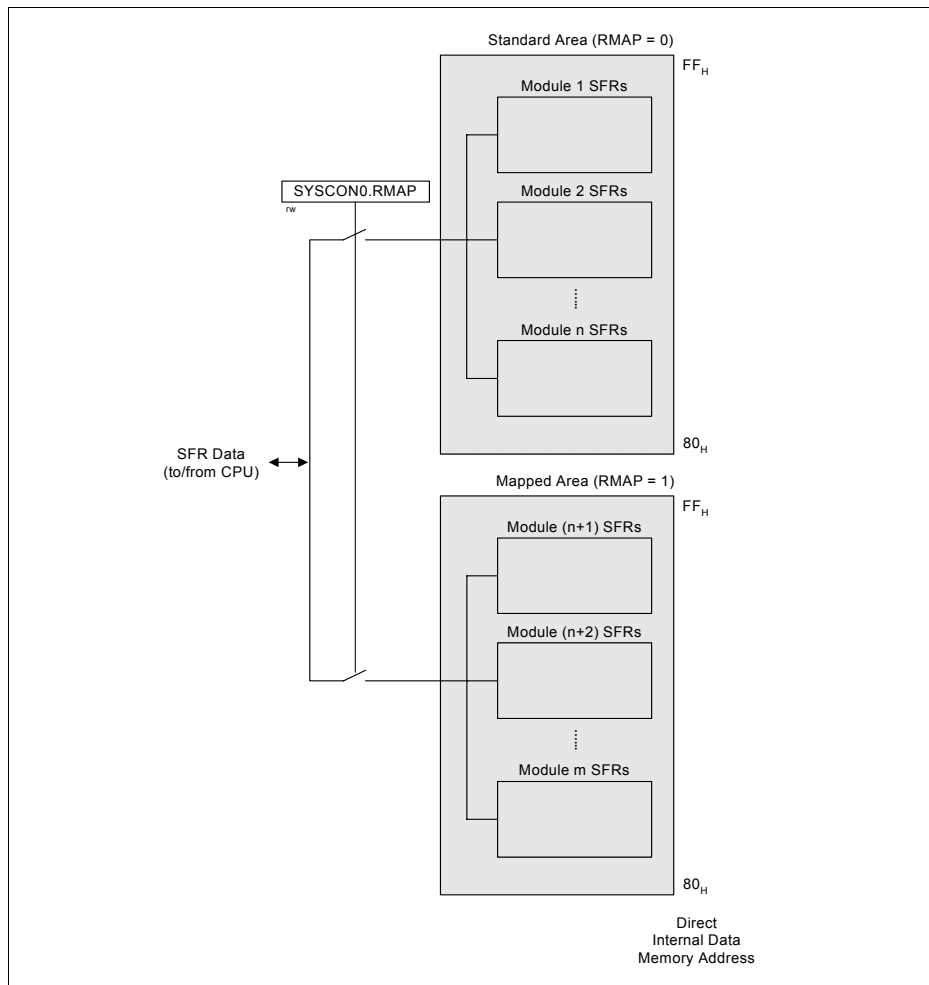 Standard Area (RMAP = 0)
FFH
Module 1 SFRs
SYSCON0.RMAP
rw
Module 2 SFRs
Module n SFRs
SFR Data
(to/from CPU)
80H
Mapped Area (RMAP = 1)
FFH
Module (n+1) SFRs
Module (n+2) SFRs
Module m SFRs
80H
Direct
Internal Data
Memory Address